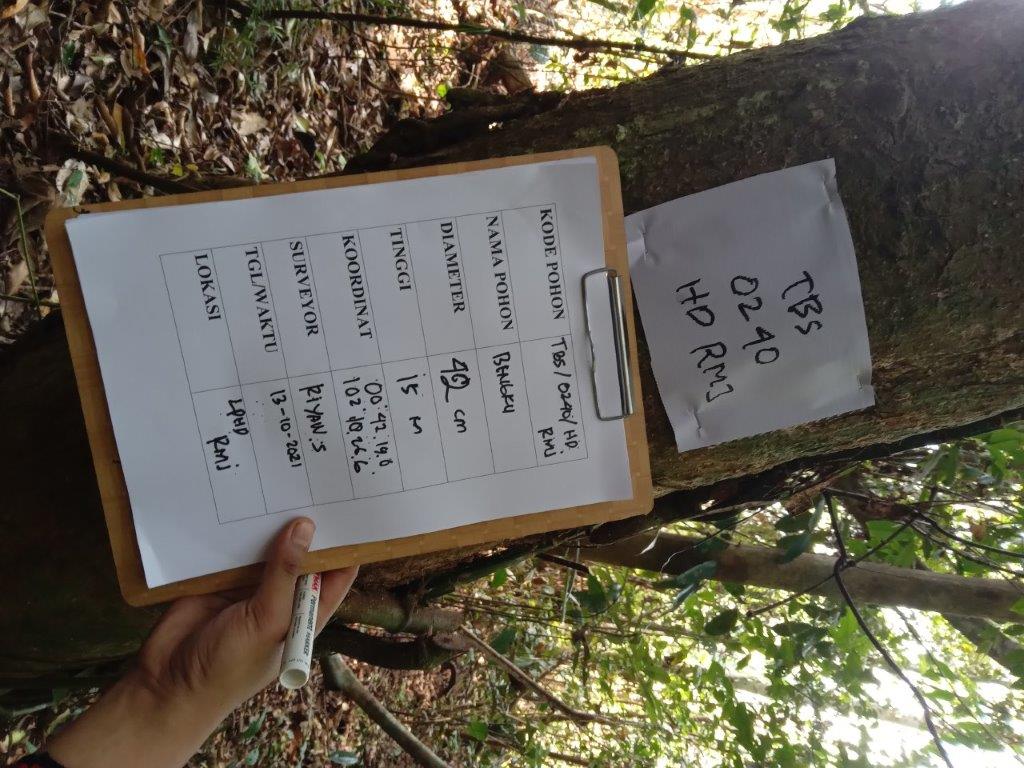 TBS
0240
HD RMJ
KODE POHON TBS/0240/HD
RMJ
NAMA POHON BENGKU
DIAMETER 42 cm
TINGGI 15 m
KOORDINAT 00.42.19.0
102.10.26.6
SURVEYOR RIYAN.S
TGL/WAKTU 13-10-2021
LOKASI LPHD
RMJ
Permanent MARKER